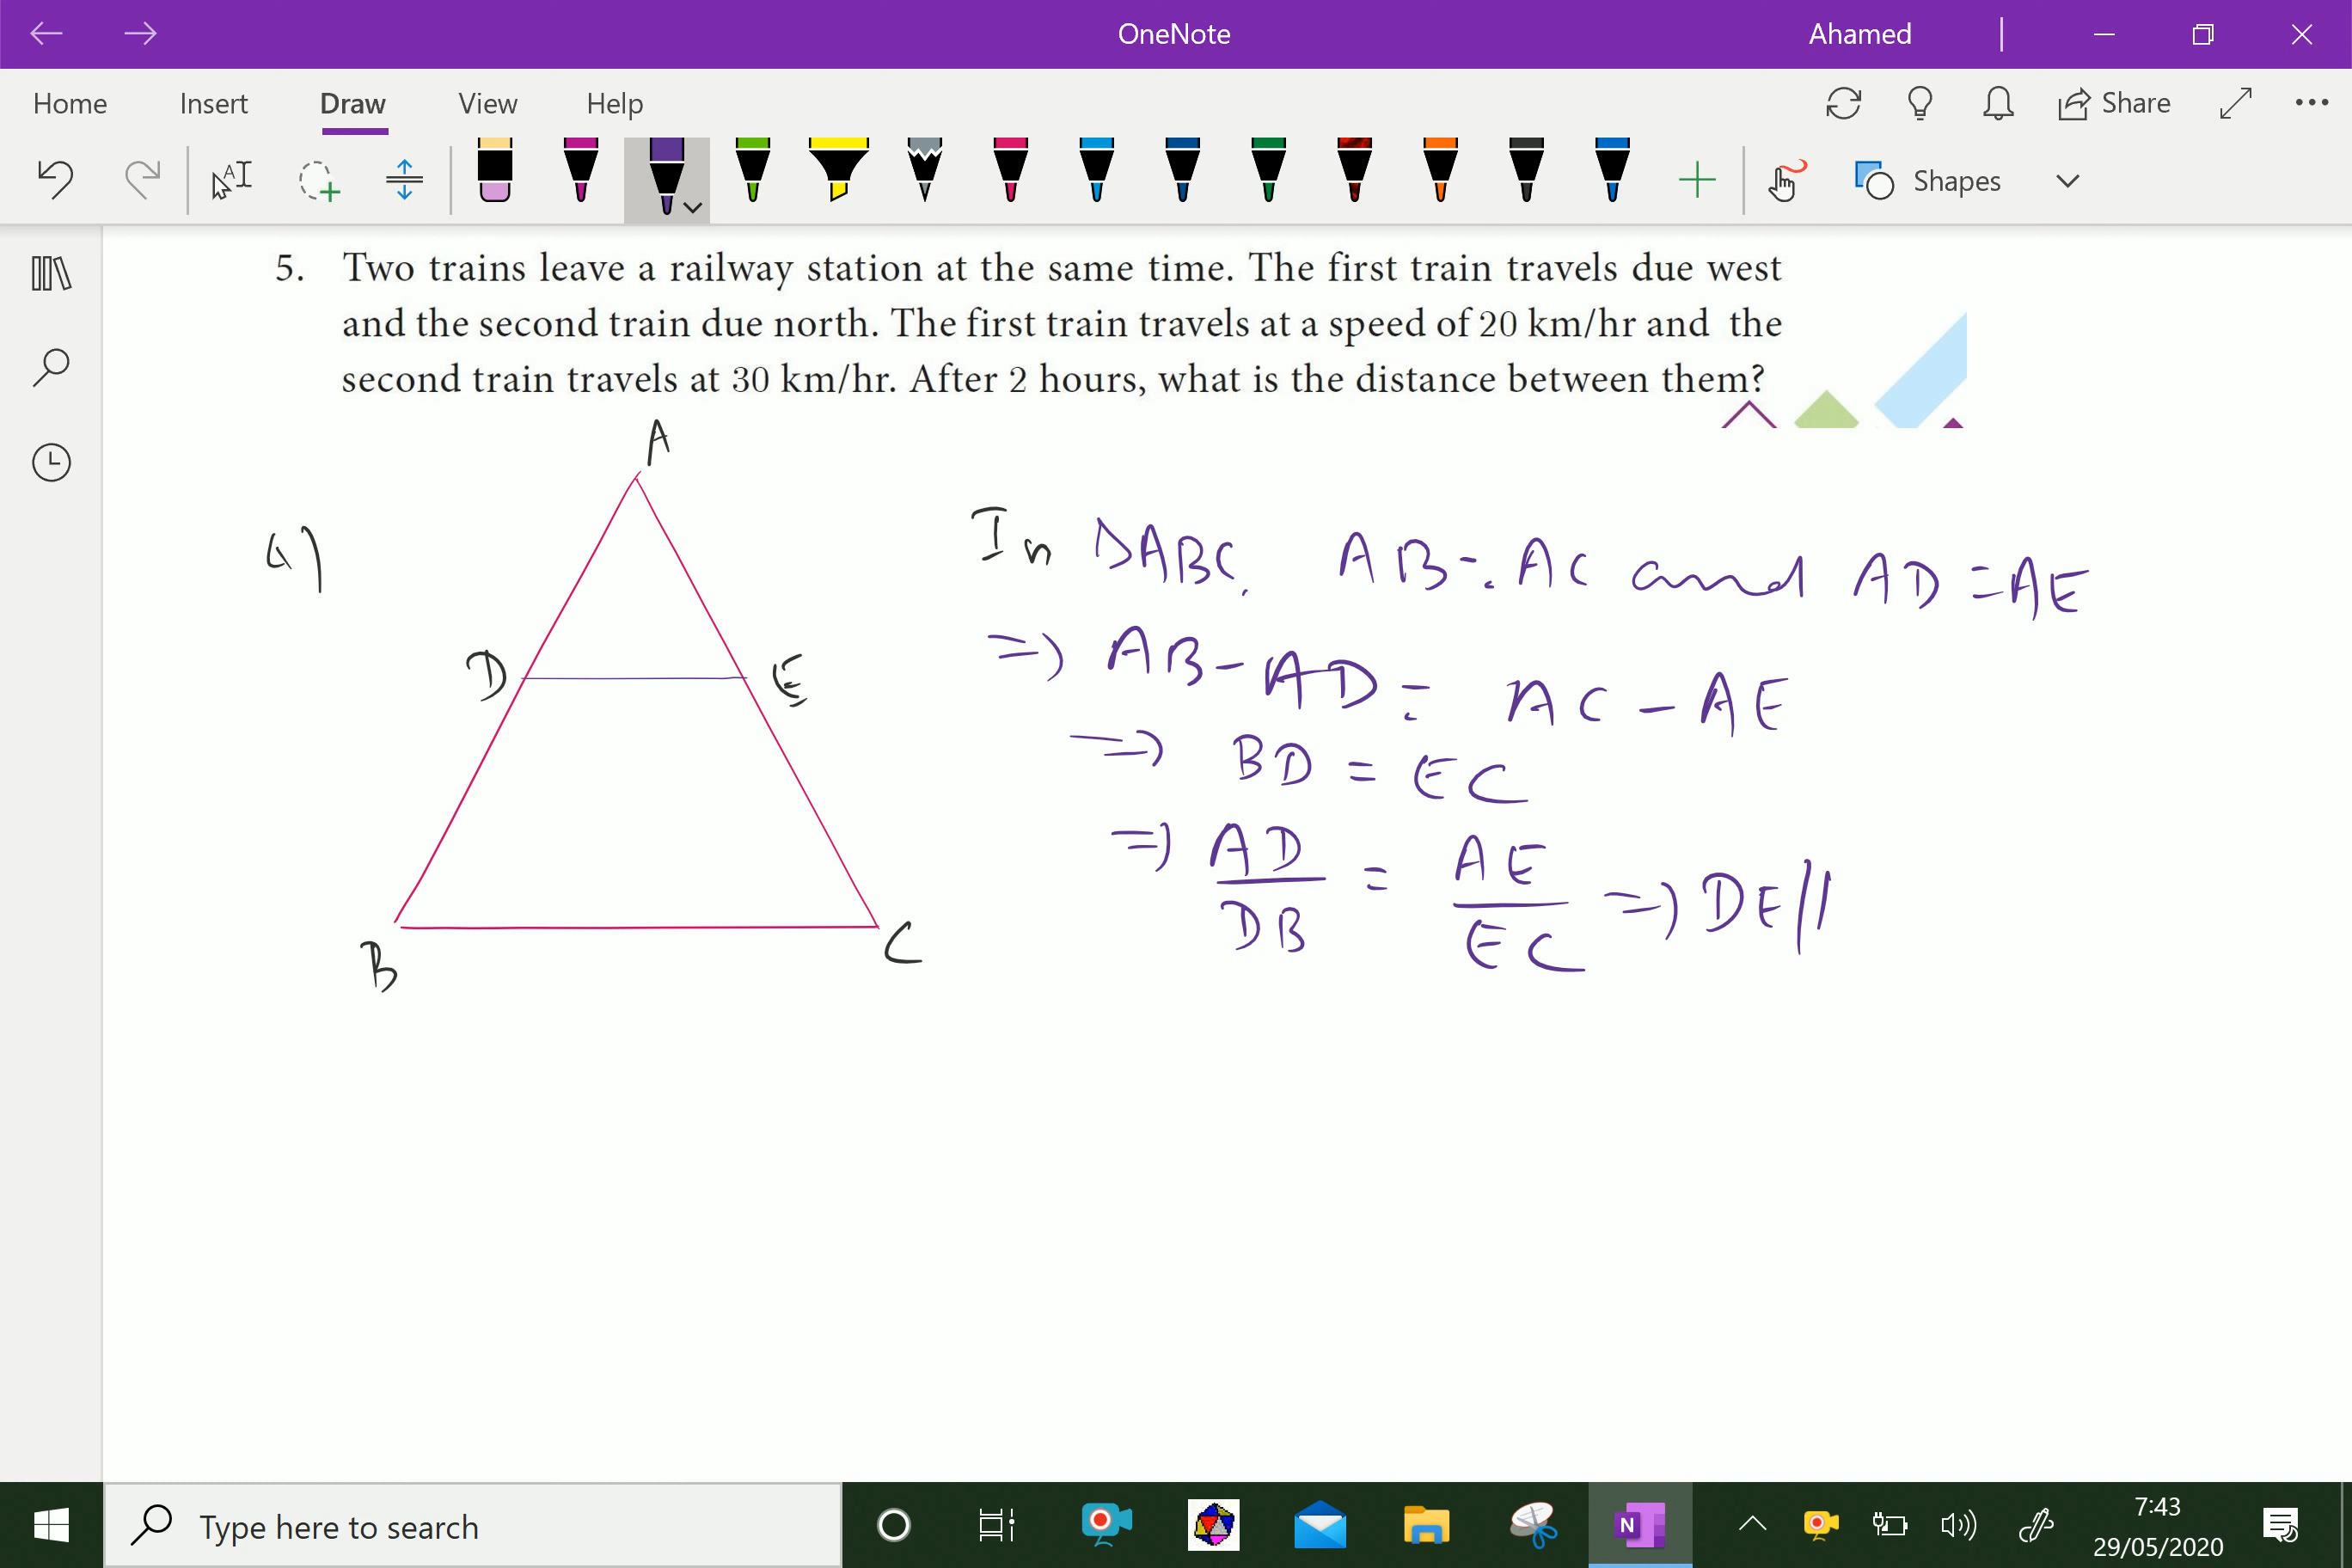 OneNote
Ahamed
Home Insert Draw View Help
Share
Shapes
5. Two trains leave a railway station at the same time. The first train travels due west
and the second train due north. The first train travels at a speed of 20 km/hr and the
second train travels at 30 km/hr. After 2 hours, what is the distance between them?
A
4)
D
E
B
C
In ΔABC, AB = AC and AD = AE
=> AB - AD = AC - AE
=> BD = EC
=> AD/DB = AE/EC => DE//
Type here to search
N
7:43
29/05/2020